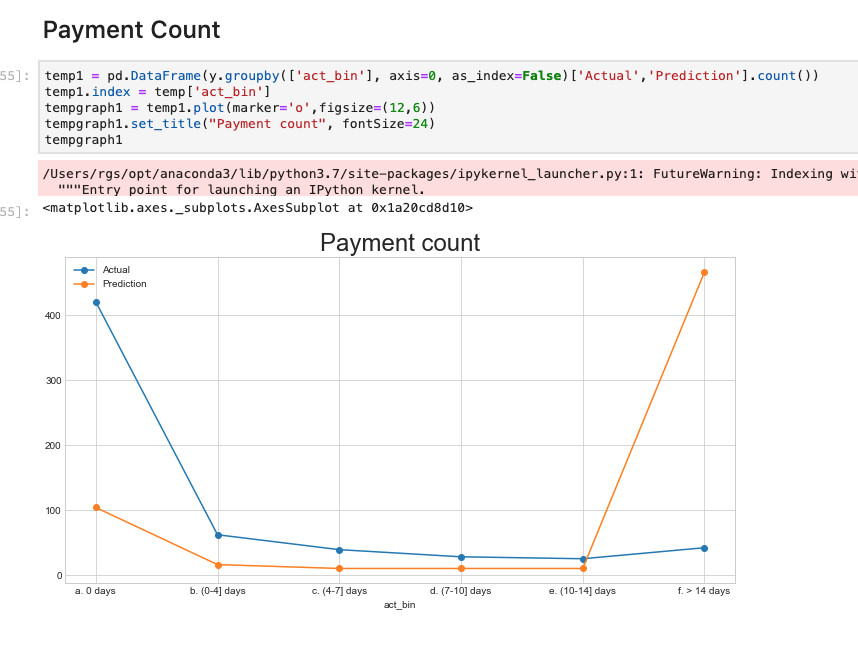 Payment Count
55]:
temp1 = pd.DataFrame(y.groupby(['act_bin'], axis=0, as_index=False)['Actual','Prediction'].count())
temp1.index = temp['act_bin']
tempgraph1 = temp1.plot(marker='o',figsize=(12,6))
tempgraph1.set_title("Payment count", fontSize=24)
tempgraph1
/Users/rgs/opt/anaconda3/lib/python3.7/site-packages/ipykernel_launcher.py:1: FutureWarning: Indexing wi
"""Entry point for launching an IPython kernel.
55]:
<matplotlib.axes._subplots.AxesSubplot at 0x1a20cd8d10>
Payment count
Actual
Prediction
400
300
200
100
0
a. 0 days b. (0-4] days c. (4-7] days d. (7-10] days e. (10-14] days f. > 14 days
act_bin